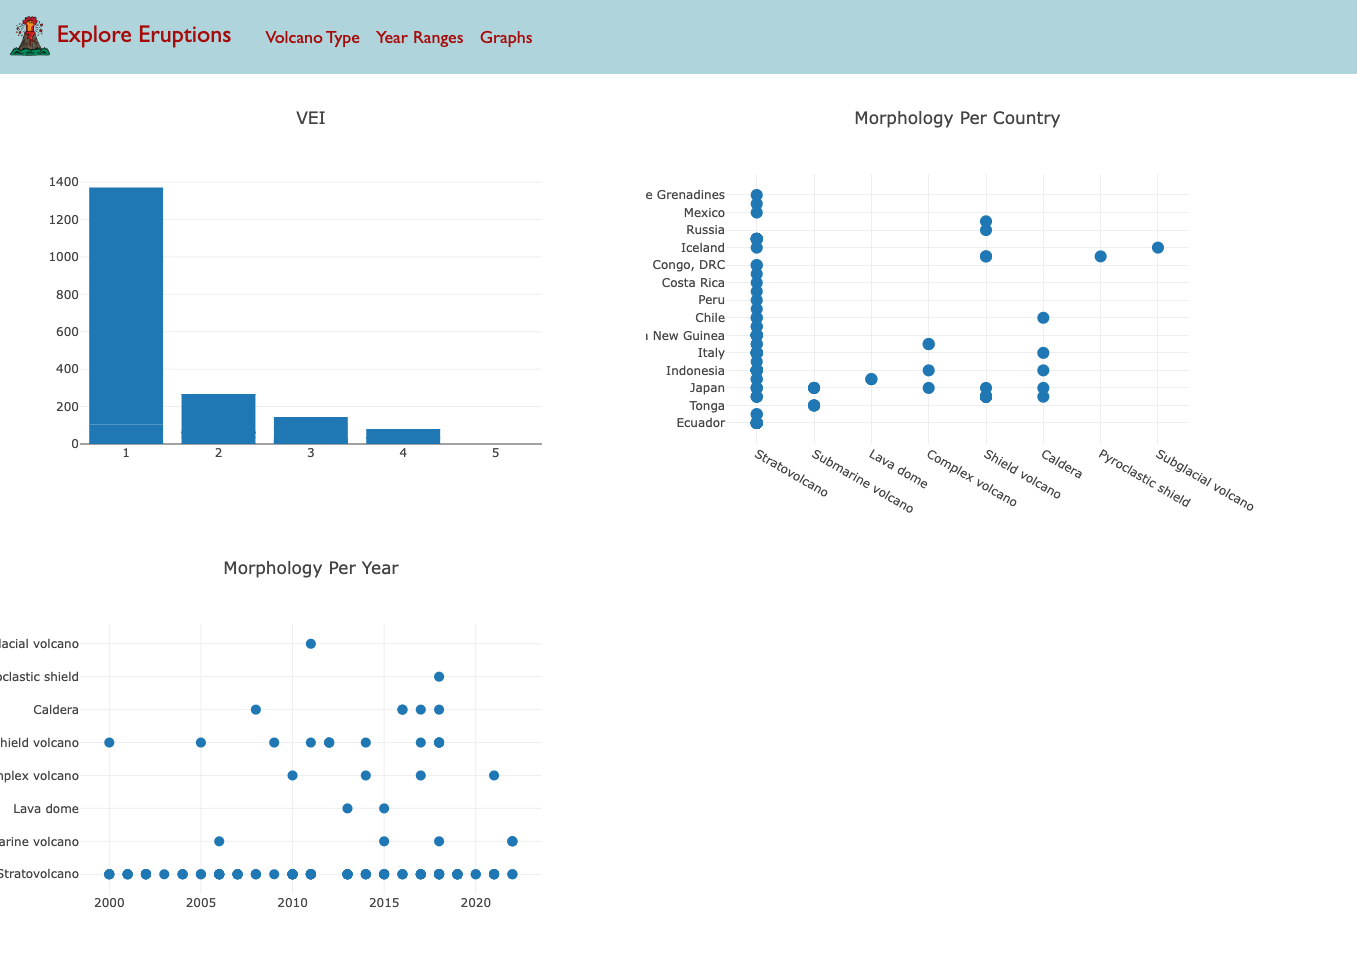 Explore Eruptions Volcano Type Year Ranges Graphs
VEI
1400
1200
1000
800
600
400
200
0
1 2 3 4 5
Morphology Per Country
e Grenadines
Mexico
Russia
Iceland
Congo, DRC
Costa Rica
Peru
Chile
New Guinea
Italy
Indonesia
Japan
Tonga
Ecuador
Stratovolcano
Submarine volcano
Lava dome
Complex volcano
Shield volcano
Caldera
Pyroclastic shield
Subglacial volcano
Morphology Per Year
lacial volcano
oclastic shield
Caldera
hield volcano
mplex volcano
Lava dome
arine volcano
Stratovolcano
2000 2005 2010 2015 2020